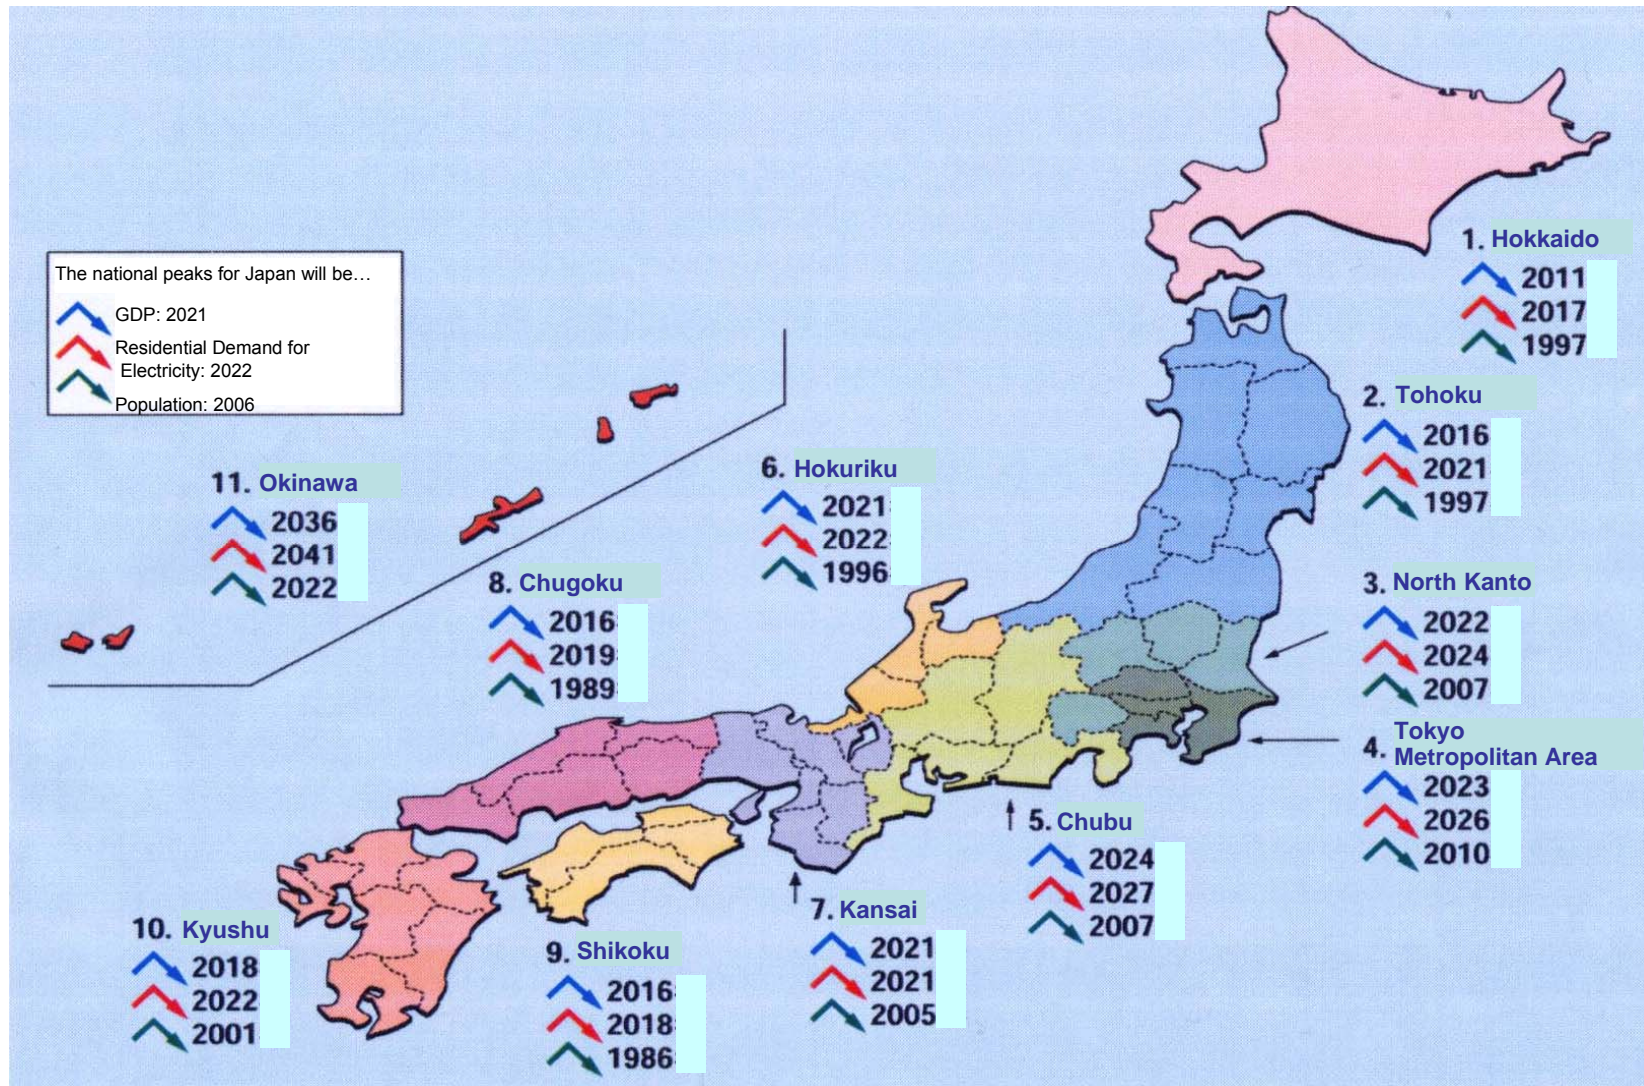 The national peaks for Japan will be…
GDP: 2021
Residential Demand for
Electricity: 2022
Population: 2006
1. Hokkaido
2011
2017
1997
2. Tohoku
2016
2021
1997
3. North Kanto
2022
2024
2007
4. Tokyo
Metropolitan Area
2023
2026
2010
5. Chubu
2024
2027
2007
6. Hokuriku
2021
2022
1996
7. Kansai
2021
2021
2005
8. Chugoku
2016
2019
1989
9. Shikoku
2016
2018
1986
10. Kyushu
2018
2022
2001
11. Okinawa
2036
2041
2022